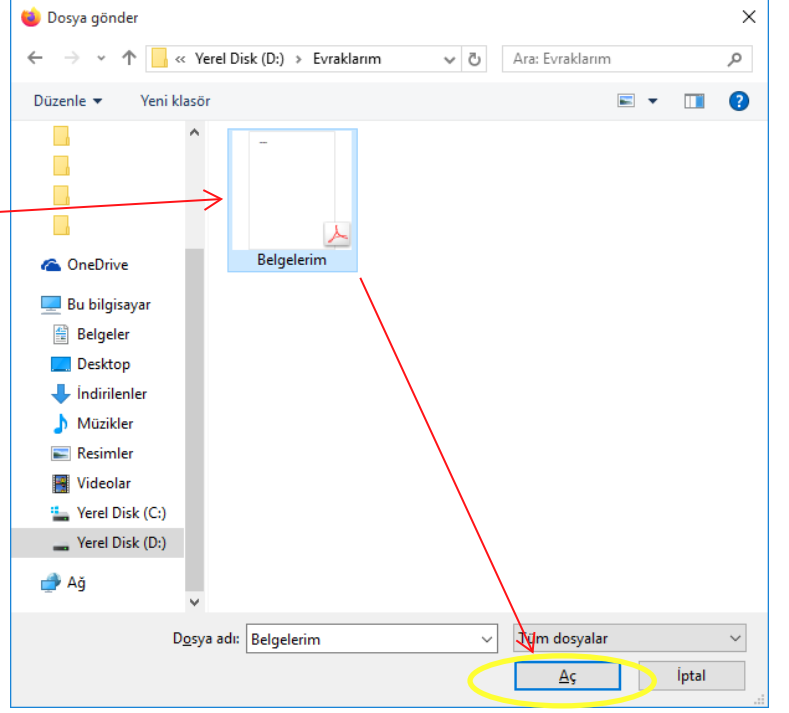 Dosya gönder
« Yerel Disk (D:) › Evraklarım
Ara: Evraklarım
Düzenle
Yeni klasör
Belgelerim
OneDrive
Bu bilgisayar
Belgeler
Desktop
İndirilenler
Müzikler
Resimler
Videolar
Yerel Disk (C:)
Yerel Disk (D:)
Ağ
Dosya adı: Belgelerim
Tüm dosyalar
Aç
İptal